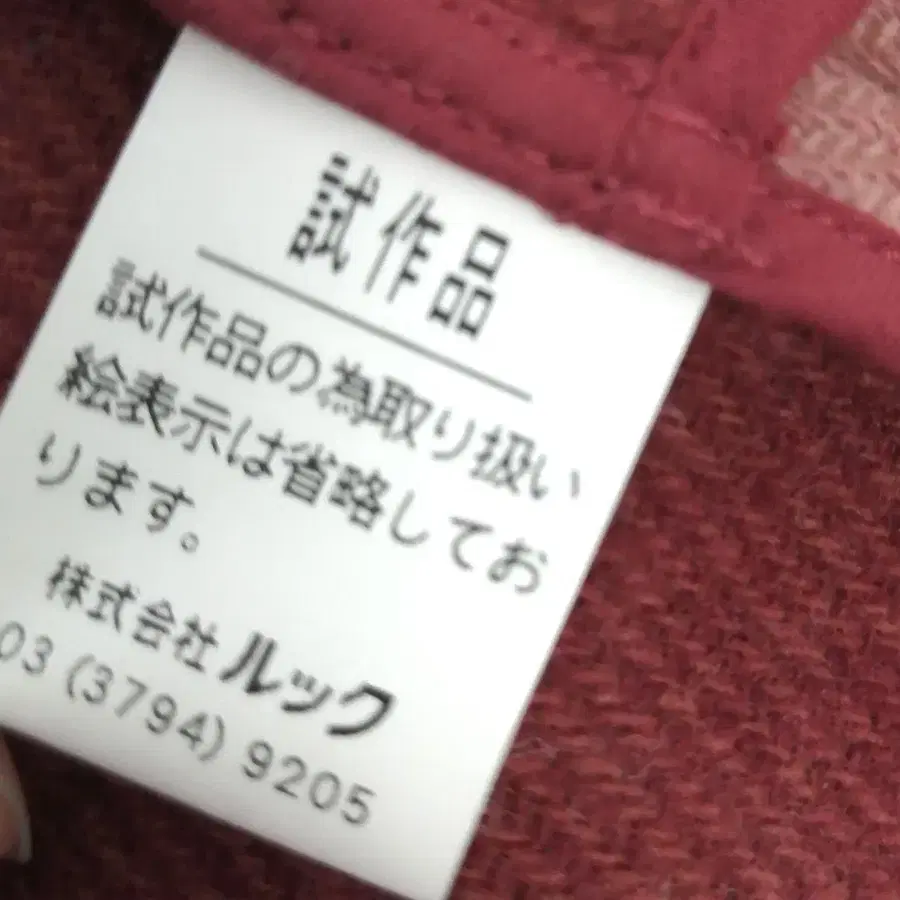 試作品
試作品の為取り扱い
絵表示は省略してお
ります。
株式会社 ルック
03 (3794) 9205